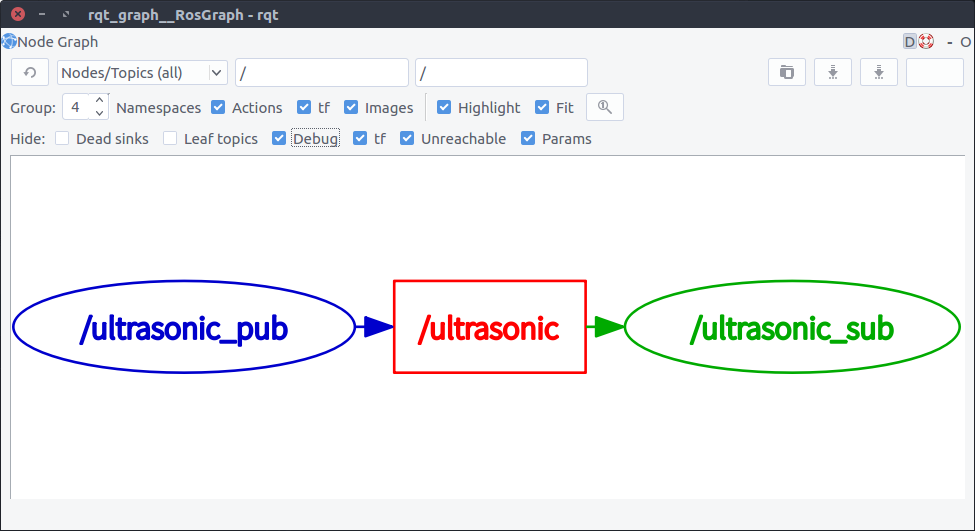 rqt_graph__RosGraph - rqt
Node Graph D - O
Nodes/Topics (all) / /
Group: 4 Namespaces Actions tf Images Highlight Fit
Hide: Dead sinks Leaf topics Debug tf Unreachable Params
/ultrasonic_pub /ultrasonic /ultrasonic_sub